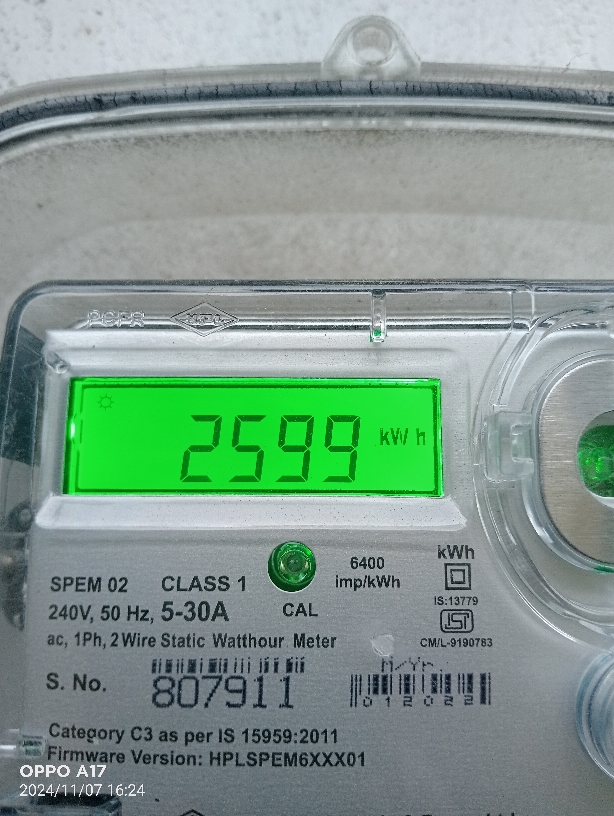 PCPR
HPL
2599 kWh
6400
imp/kWh
kWh
SPEM 02 CLASS 1
240V, 50 Hz, 5-30A
CAL
IS:13779
ISI
CM/L-9190783
ac, 1Ph, 2 Wire Static Watthour Meter
M/Yr.
S. No. 807911
012022
Category C3 as per IS 15959:2011
Firmware Version: HPLSPEM6XXX01
OPPO A17
2024/11/07 16:24